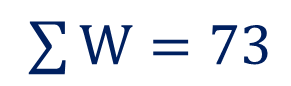 ∑ W = 73